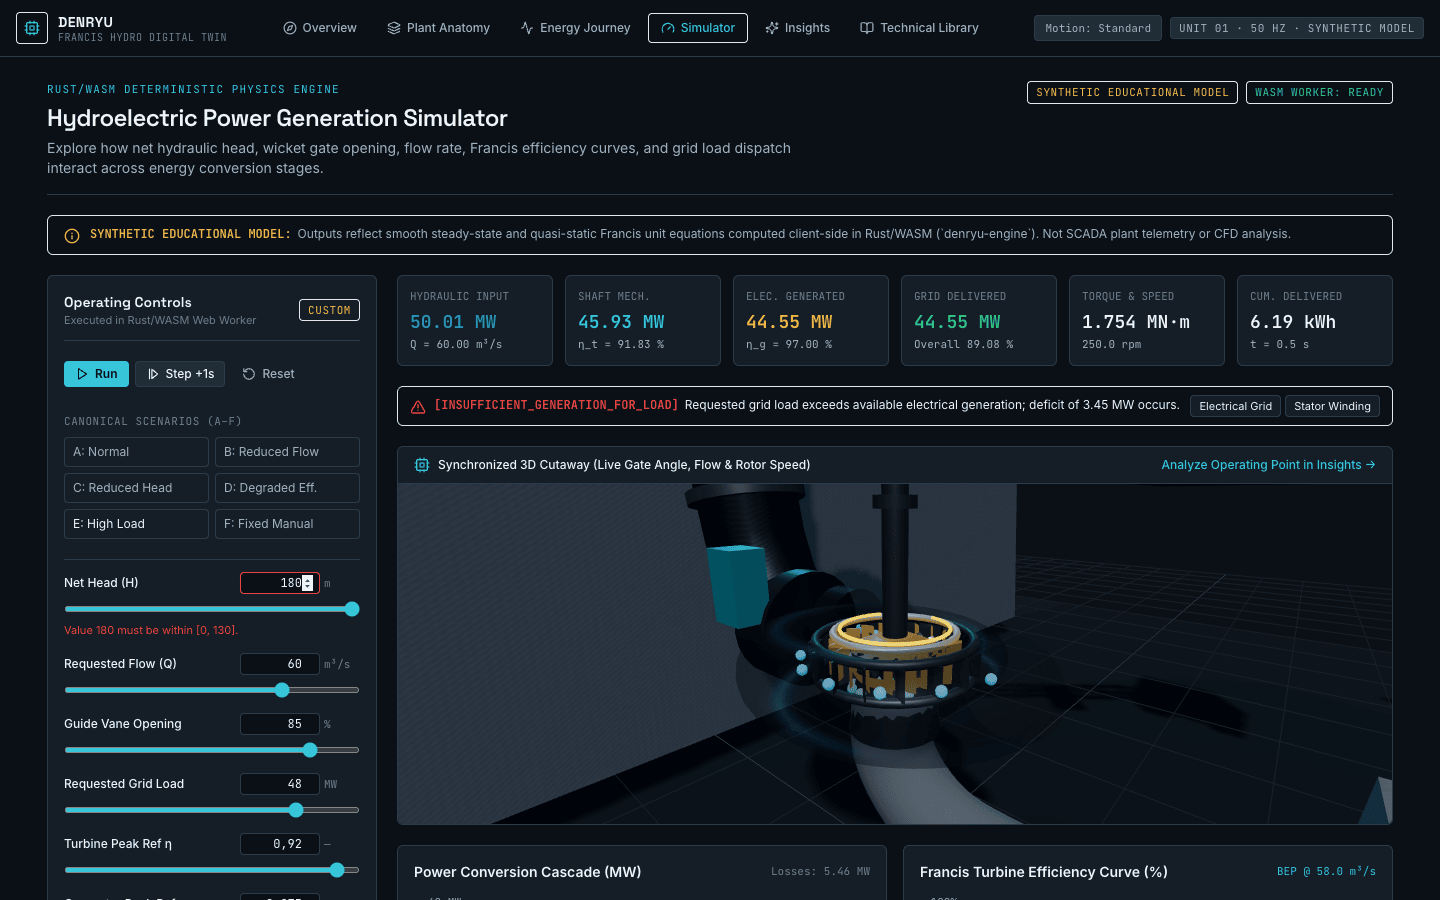 DENRYU
FRANCIS HYDRO DIGITAL TWIN
Overview
Plant Anatomy
Energy Journey
Simulator
Insights
Technical Library
Motion: Standard
UNIT 01 · 50 HZ · SYNTHETIC MODEL
RUST/WASM DETERMINISTIC PHYSICS ENGINE
SYNTHETIC EDUCATIONAL MODEL
WASM WORKER: READY
Hydroelectric Power Generation Simulator
Explore how net hydraulic head, wicket gate opening, flow rate, Francis efficiency curves, and grid load dispatch
interact across energy conversion stages.
SYNTHETIC EDUCATIONAL MODEL: Outputs reflect smooth steady-state and quasi-static Francis unit equations computed client-side in Rust/WASM (`denryu-engine`). Not SCADA plant telemetry or CFD analysis.
Operating Controls
Executed in Rust/WASM Web Worker
CUSTOM
Run
Step +1s
Reset
CANONICAL SCENARIOS (A–F)
A: Normal
B: Reduced Flow
C: Reduced Head
D: Degraded Eff.
E: High Load
F: Fixed Manual
Net Head (H)
180
m
Value 180 must be within [0, 130].
Requested Flow (Q)
60
m³/s
Guide Vane Opening
85
%
Requested Grid Load
48
MW
Turbine Peak Ref η
0,92
—
HYDRAULIC INPUT
50.01 MW
Q = 60.00 m³/s
SHAFT MECH.
45.93 MW
η_t = 91.83 %
ELEC. GENERATED
44.55 MW
η_g = 97.00 %
GRID DELIVERED
44.55 MW
Overall 89.08 %
TORQUE & SPEED
1.754 MN·m
250.0 rpm
CUM. DELIVERED
6.19 kWh
t = 0.5 s
[INSUFFICIENT_GENERATION_FOR_LOAD] Requested grid load exceeds available electrical generation; deficit of 3.45 MW occurs.
Electrical Grid
Stator Winding
Synchronized 3D Cutaway (Live Gate Angle, Flow & Rotor Speed)
Analyze Operating Point in Insights →
Power Conversion Cascade (MW)
Losses: 5.46 MW
Francis Turbine Efficiency Curve (%)
BEP @ 58.0 m³/s